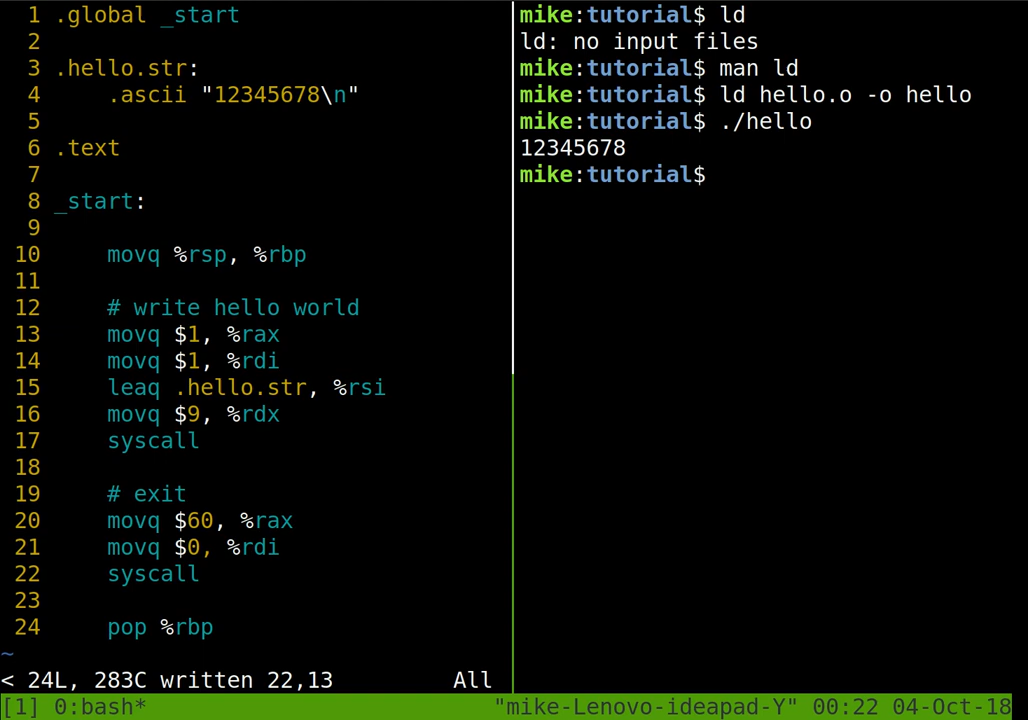 1 .global _start
2
3 .hello.str:
4     .ascii "12345678\n"
5
6 .text
7
8 _start:
9
10     movq %rsp, %rbp
11
12     # write hello world
13     movq $1, %rax
14     movq $1, %rdi
15     leaq .hello.str, %rsi
16     movq $9, %rdx
17     syscall
18
19     # exit
20     movq $60, %rax
21     movq $0, %rdi
22     syscall
23
24     pop %rbp
~
< 24L, 283C written 22,13         All
mike:tutorial$ ld
ld: no input files
mike:tutorial$ man ld
mike:tutorial$ ld hello.o -o hello
mike:tutorial$ ./hello
12345678
mike:tutorial$
[1] 0:bash* "mike-Lenovo-ideapad-Y" 00:22 04-Oct-18